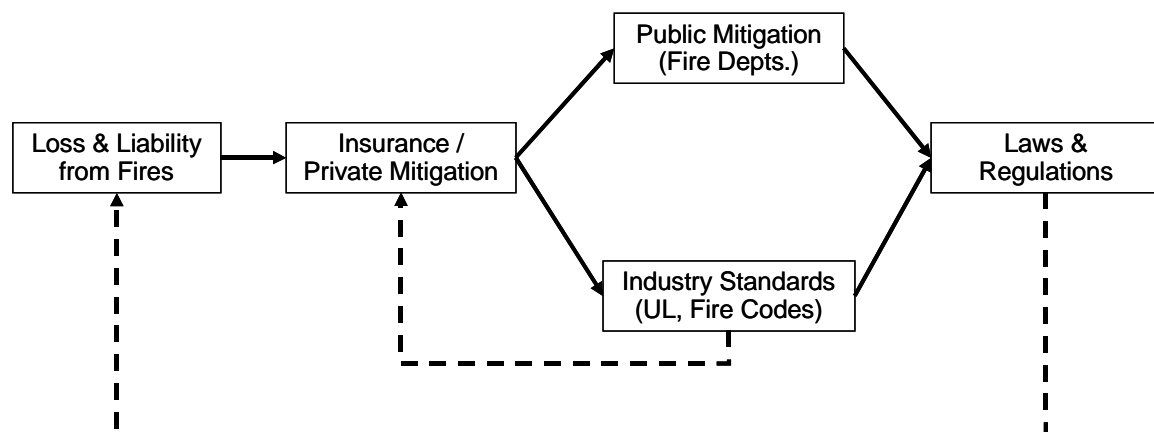 Public Mitigation
(Fire Depts.)
Loss & Liability
from Fires
Insurance /
Private Mitigation
Laws &
Regulations
Industry Standards
(UL, Fire Codes)